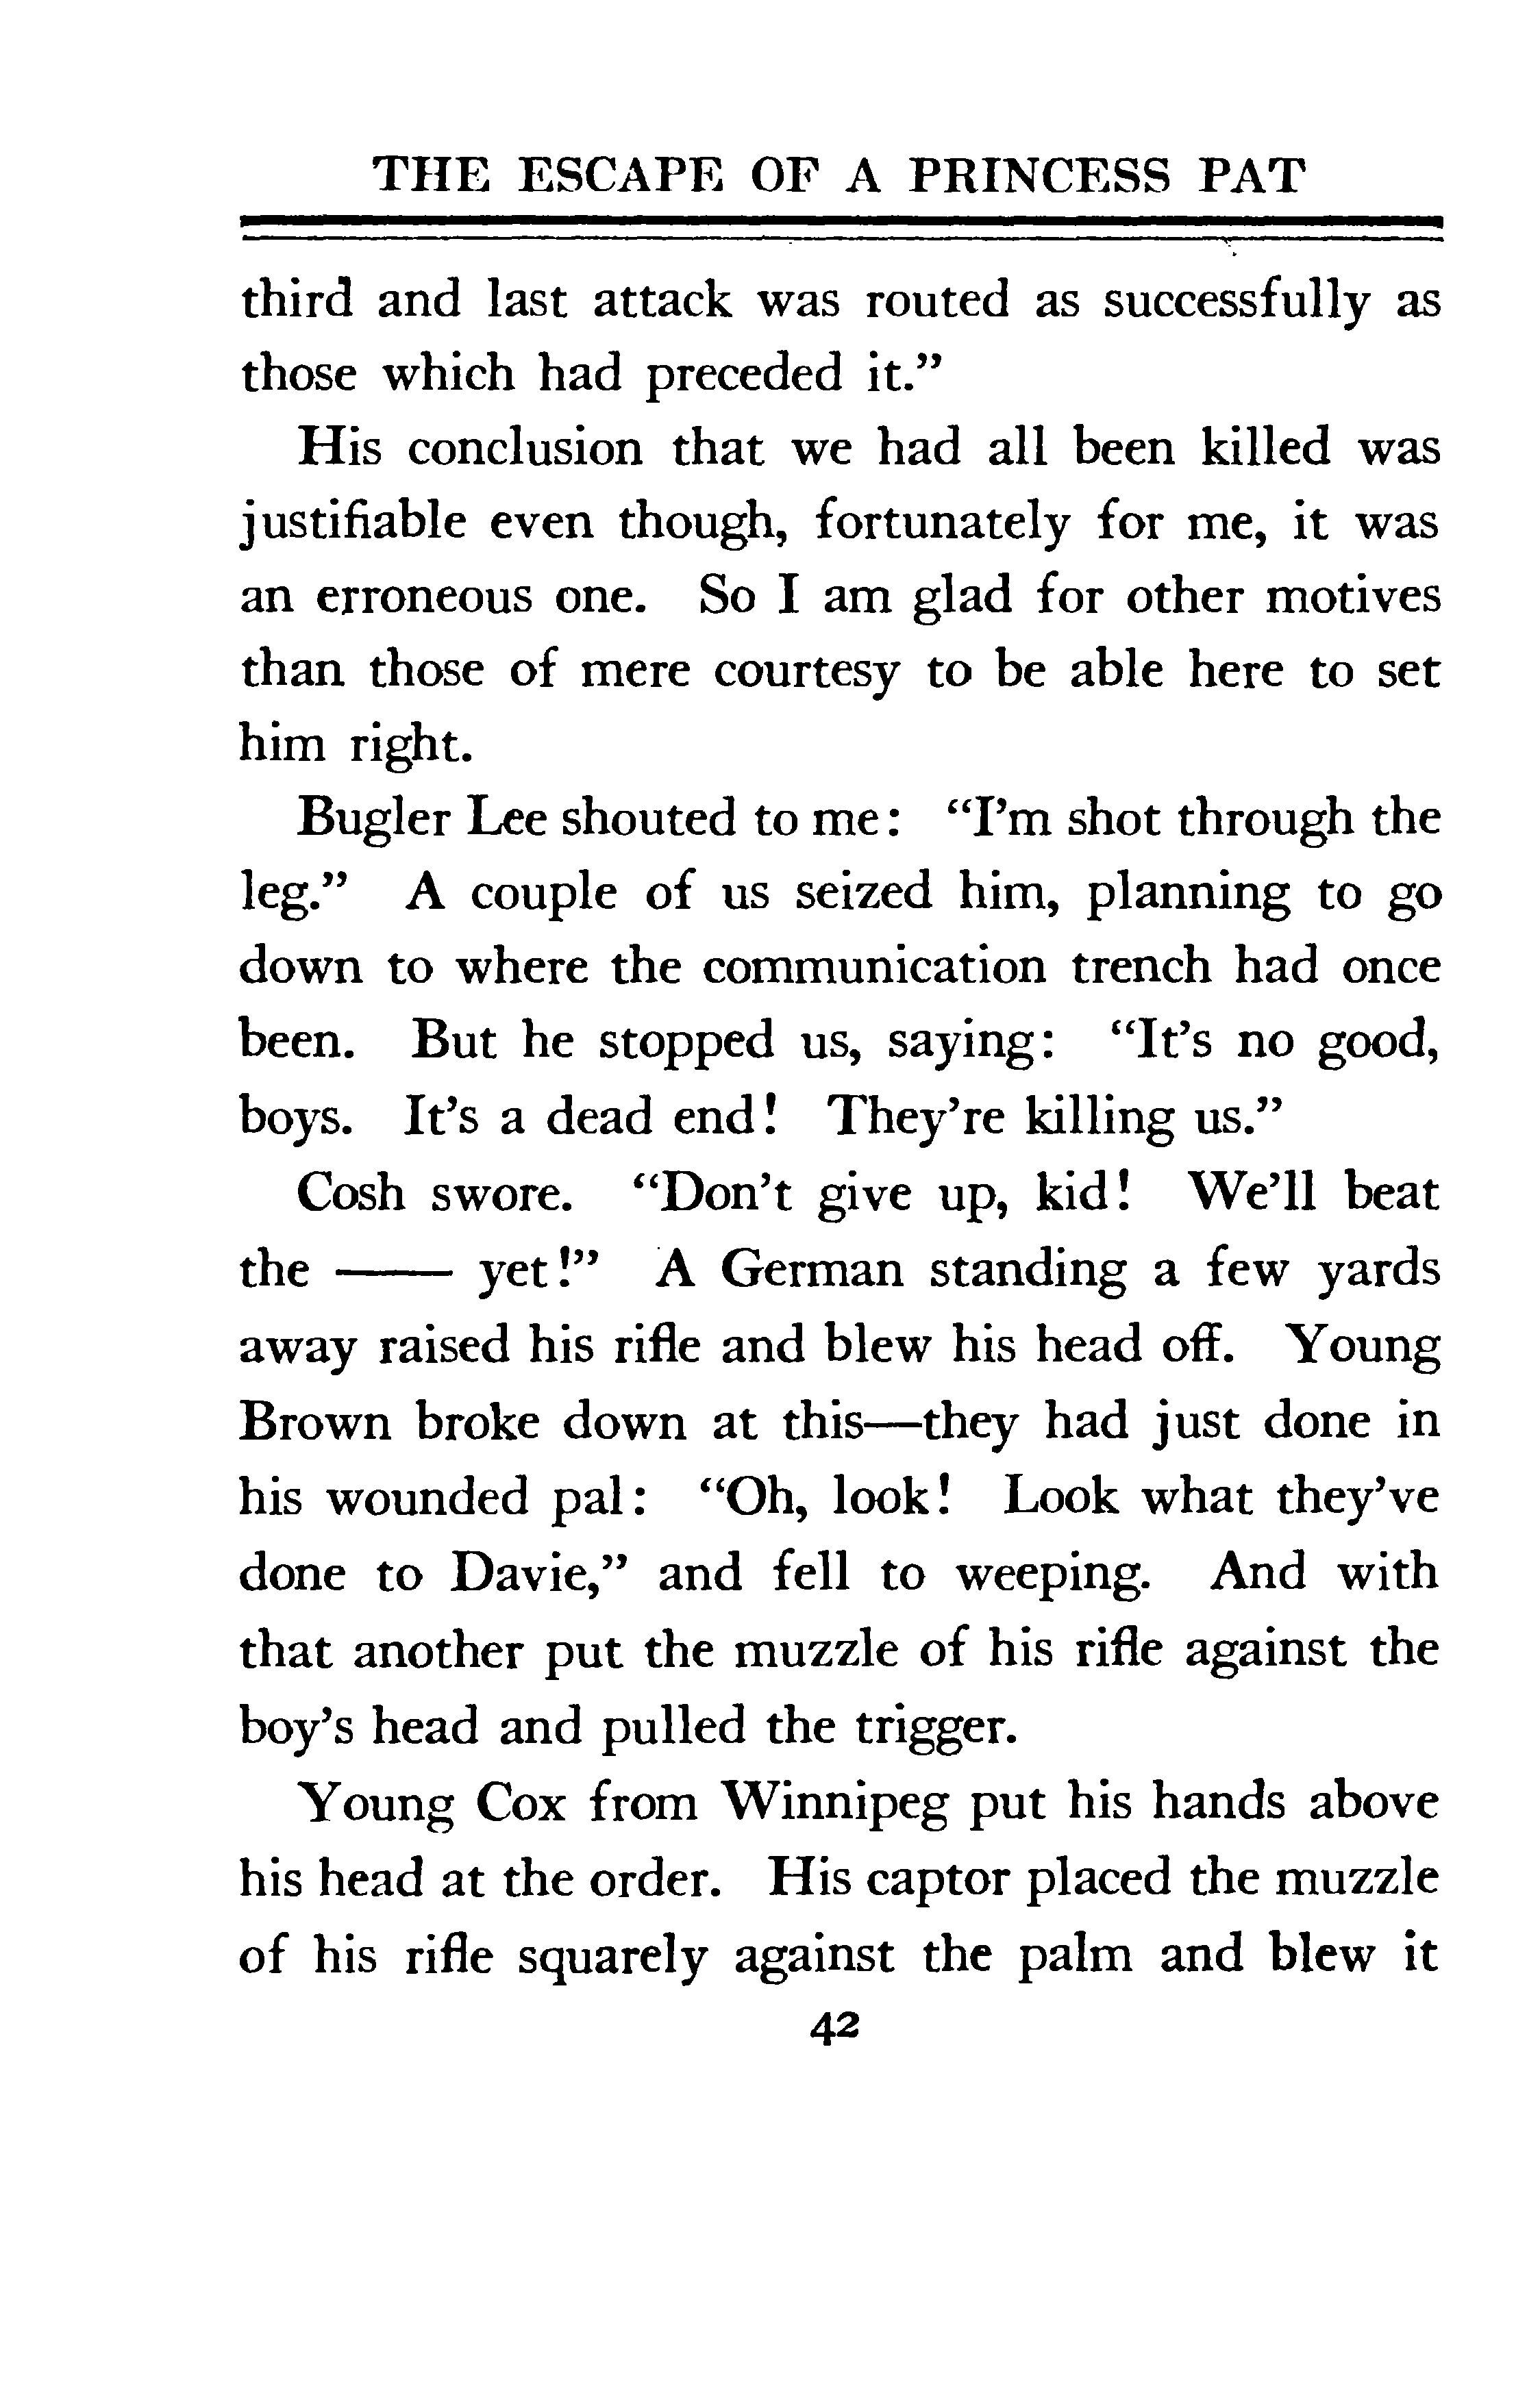 THE ESCAPE OF A PRINCESS PAT
third and last attack was routed as successfully as
those which had preceded it.”
His conclusion that we had all been killed was
justifiable even though, fortunately for me, it was
an erroneous one. So I am glad for other motives
than those of mere courtesy to be able here to set
him right.
Bugler Lee shouted to me: “I’m shot through the
leg.” A couple of us seized him, planning to go
down to where the communication trench had once
been. But he stopped us, saying: “It’s no good,
boys. It’s a dead end! They’re killing us.”
Cosh swore. “Don’t give up, kid! We’ll beat
the —— yet!” A German standing a few yards
away raised his rifle and blew his head off. Young
Brown broke down at this—they had just done in
his wounded pal: “Oh, look! Look what they’ve
done to Davie,” and fell to weeping. And with
that another put the muzzle of his rifle against the
boy’s head and pulled the trigger.
Young Cox from Winnipeg put his hands above
his head at the order. His captor placed the muzzle
of his rifle squarely against the palm and blew it
42